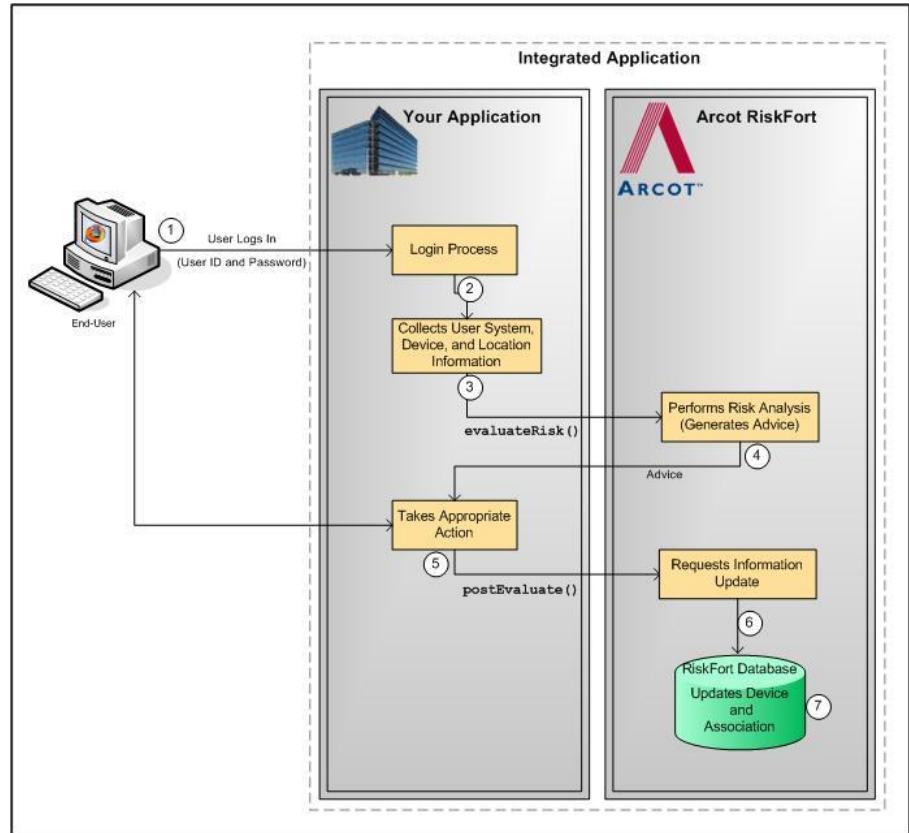 Integrated Application
Your Application
Arcot RiskFort
ARCOT™
1
User Logs In
(User ID and Password)
End-User
Login Process
2
Collects User System,
Device, and Location
Information
3
evaluateRisk()
Performs Risk Analysis
(Generates Advice)
4
Advice
Takes Appropriate
Action
5
postEvaluate()
Requests Information
Update
6
RiskFort Database
Updates Device
and
Association
7